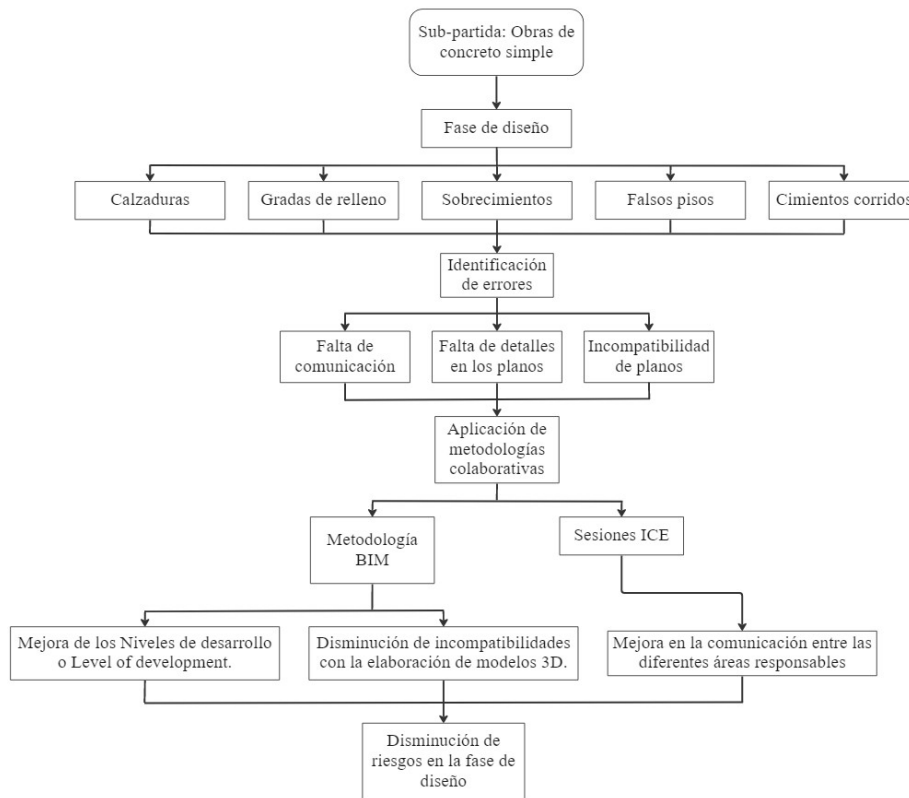 Sub-partida: Obras de
concreto simple
Fase de diseño
Calzaduras
Gradas de relleno
Sobrecimientos
Falsos pisos
Cimientos corridos
Identificación
de errores
Falta de
comunicación
Falta de detalles
en los planos
Incompatibilidad
de planos
Aplicación de
metodologías
colaborativas
Metodología
BIM
Sesiones ICE
Mejora de los Niveles de desarrollo
o Level of development.
Disminución de incompatibilidades
con la elaboración de modelos 3D.
Mejora en la comunicación entre las
diferentes áreas responsables
Disminución de
riesgos en la fase de
diseño